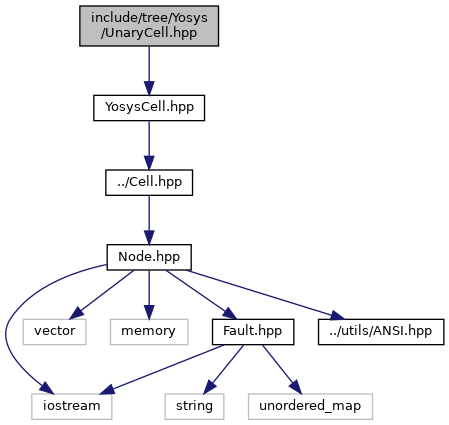 include/tree/Yosys
/UnaryCell.hpp
YosysCell.hpp
../Cell.hpp
Node.hpp
vector
memory
Fault.hpp
../utils/ANSI.hpp
iostream
string
unordered_map